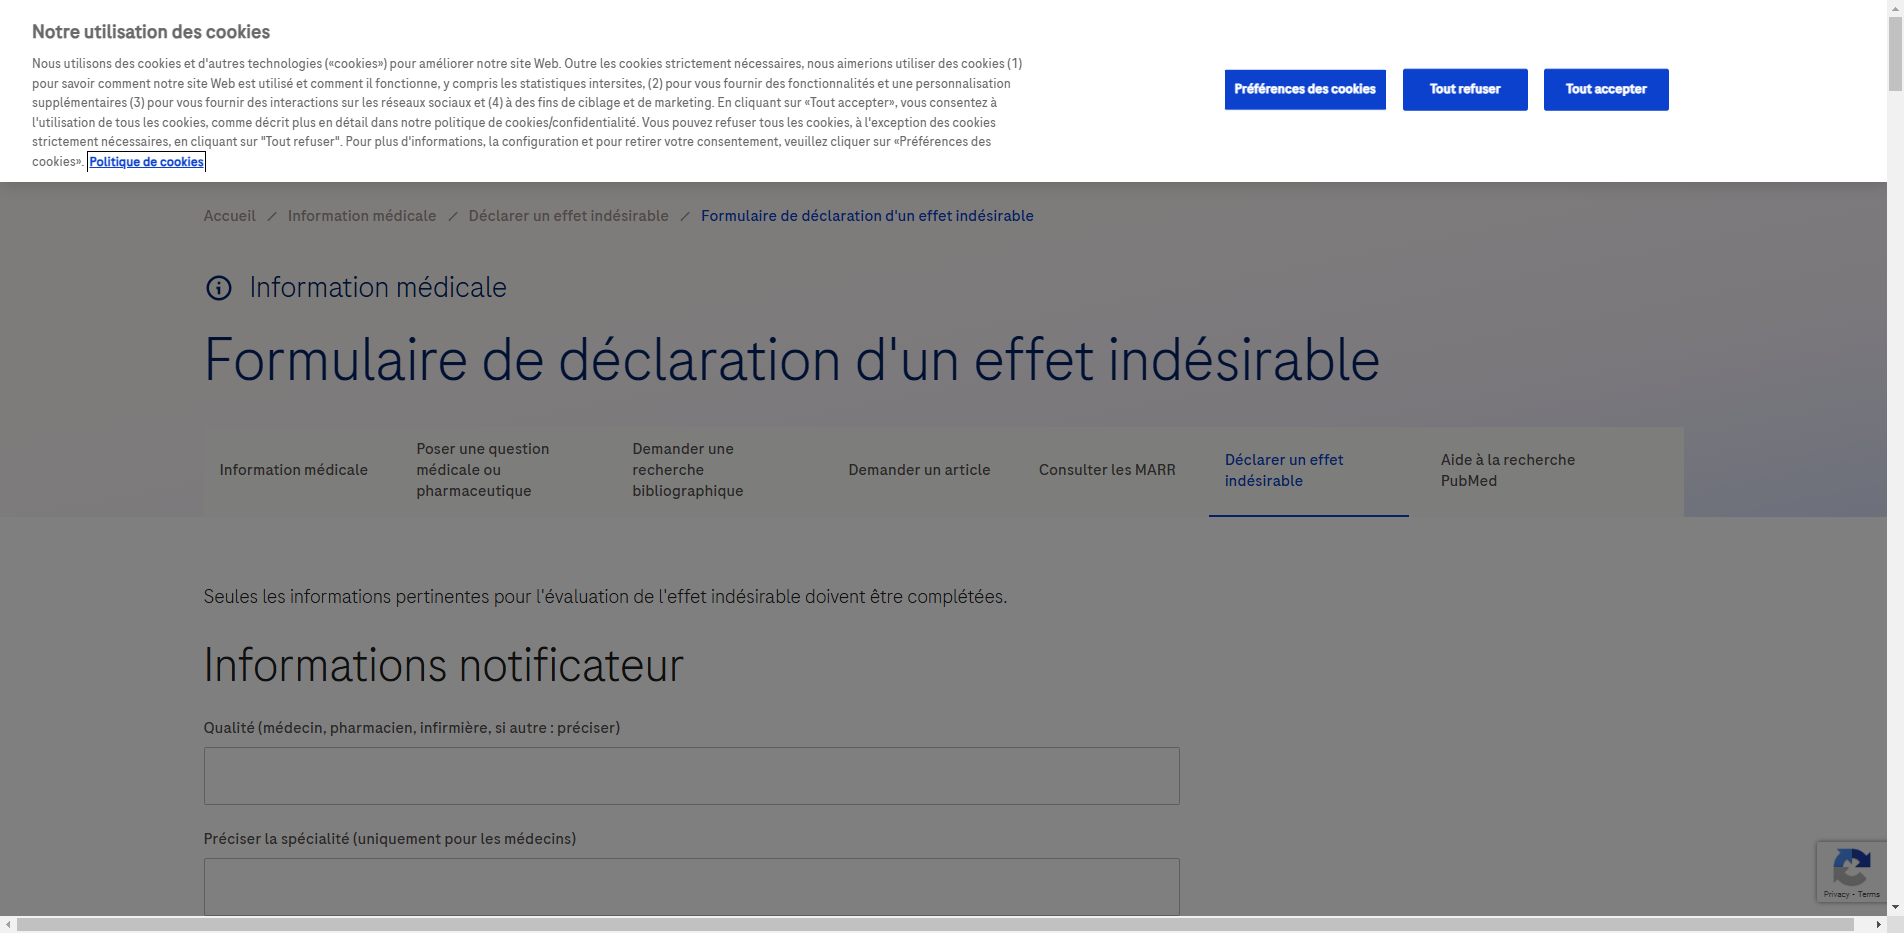 Notre utilisation des cookies
Nous utilisons des cookies et d'autres technologies («cookies») pour améliorer notre site Web. Outre les cookies strictement nécessaires, nous aimerions utiliser des cookies (1)
pour savoir comment notre site Web est utilisé et comment il fonctionne, y compris les statistiques intersites, (2) pour vous fournir des fonctionnalités et une personnalisation
supplémentaires (3) pour vous fournir des interactions sur les réseaux sociaux et (4) à des fins de ciblage et de marketing. En cliquant sur «Tout accepter», vous consentez à
l'utilisation de tous les cookies, comme décrit plus en détail dans notre politique de cookies/confidentialité. Vous pouvez refuser tous les cookies, à l'exception des cookies
strictement nécessaires, en cliquant sur "Tout refuser". Pour plus d'informations, la configuration et pour retirer votre consentement, veuillez cliquer sur «Préférences des
cookies». Politique de cookies
Préférences des cookies
Tout refuser
Tout accepter
Accueil / Information médicale / Déclarer un effet indésirable / Formulaire de déclaration d'un effet indésirable
Information médicale
Formulaire de déclaration d'un effet indésirable
Information médicale
Poser une question
médicale ou
pharmaceutique
Demander une
recherche
bibliographique
Demander un article
Consulter les MARR
Déclarer un effet
indésirable
Aide à la recherche
PubMed
Seules les informations pertinentes pour l'évaluation de l'effet indésirable doivent être complétées.
Informations notificateur
Qualité (médecin, pharmacien, infirmière, si autre : préciser)
Préciser la spécialité (uniquement pour les médecins)
Privacy - Terms